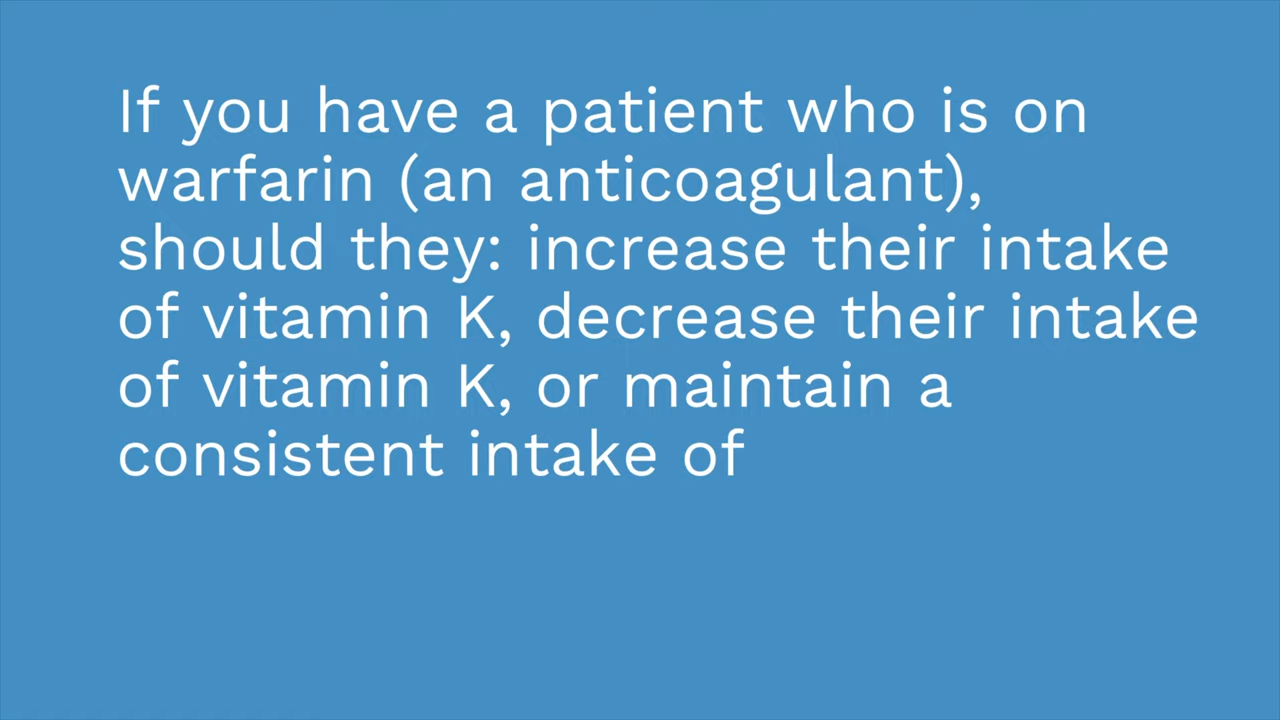 If you have a patient who is on
warfarin (an anticoagulant),
should they: increase their intake
of vitamin K, decrease their intake
of vitamin K, or maintain a
consistent intake of